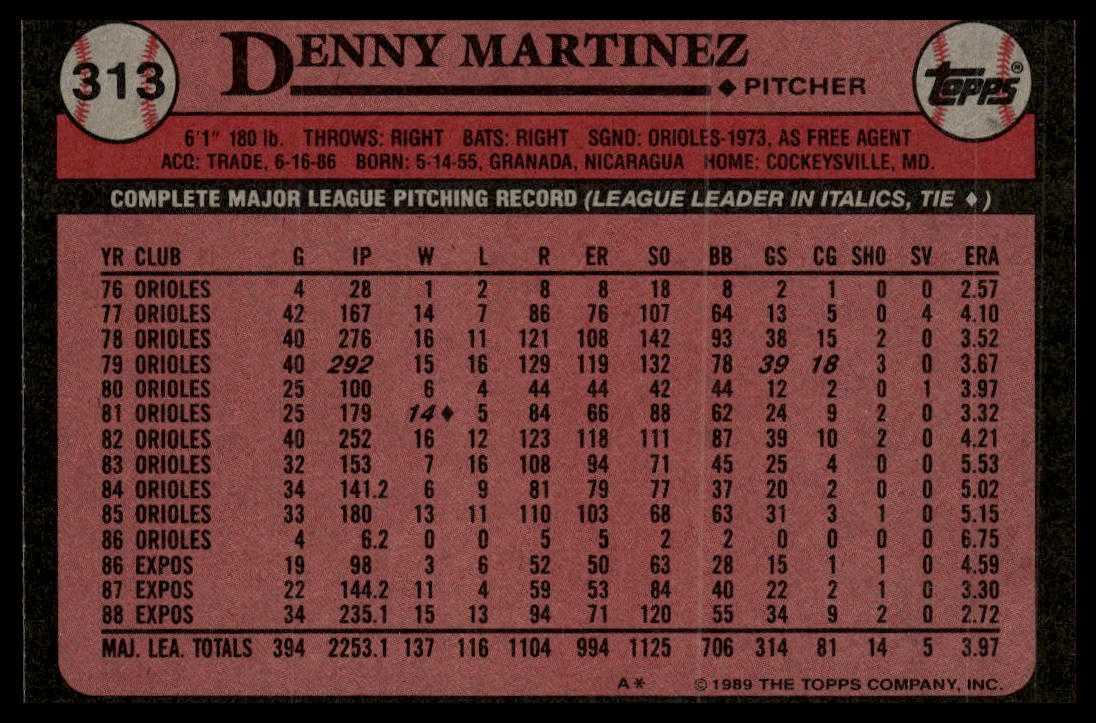 313
DENNY MARTINEZ
◆ PITCHER
TOPPS®
6'1" 180 lb. THROWS: RIGHT BATS: RIGHT SGND: ORIOLES-1973, AS FREE AGENT
ACQ: TRADE, 6-16-86 BORN: 5-14-55, GRANADA, NICARAGUA HOME: COCKEYSVILLE, MD.
COMPLETE MAJOR LEAGUE PITCHING RECORD (LEAGUE LEADER IN ITALICS, TIE ♦)
YR CLUB G IP W L R ER SO BB GS CG SHO SV ERA
76 ORIOLES 4 28 1 2 8 8 18 8 2 1 0 0 2.57
77 ORIOLES 42 167 14 7 86 76 107 64 13 5 0 4 4.10
78 ORIOLES 40 276 16 11 121 108 142 93 38 15 2 0 3.52
79 ORIOLES 40 292 15 16 129 119 132 78 39 18 3 0 3.67
80 ORIOLES 25 100 6 4 44 44 42 44 12 2 0 1 3.97
81 ORIOLES 25 179 14♦ 5 84 66 88 62 24 9 2 0 3.32
82 ORIOLES 40 252 16 12 123 118 111 87 39 10 2 0 4.21
83 ORIOLES 32 153 7 16 108 94 71 45 25 4 0 0 5.53
84 ORIOLES 34 141.2 6 9 81 79 77 37 20 2 0 0 5.02
85 ORIOLES 33 180 13 11 110 103 68 63 31 3 1 0 5.15
86 ORIOLES 4 6.2 0 0 5 5 2 2 0 0 0 0 6.75
86 EXPOS 19 98 3 6 52 50 63 28 15 1 1 0 4.59
87 EXPOS 22 144.2 11 4 59 53 84 40 22 2 1 0 3.30
88 EXPOS 34 235.1 15 13 94 71 120 55 34 9 2 0 2.72
MAJ. LEA. TOTALS 394 2253.1 137 116 1104 994 1125 706 314 81 14 5 3.97
A* © 1989 THE TOPPS COMPANY, INC.